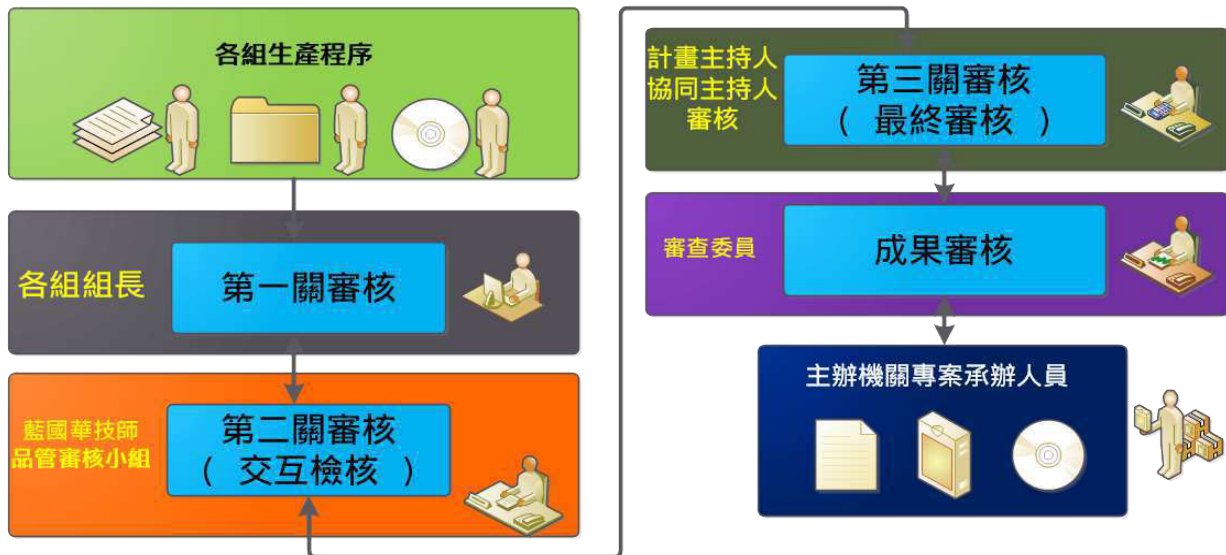 各組生產程序
各組組長
第一關審核
藍國華技師
品管審核小組
第二關審核
( 交互檢核 )
計畫主持人
協同主持人
審核
第三關審核
( 最終審核 )
審查委員
成果審核
主辦機關專案承辦人員